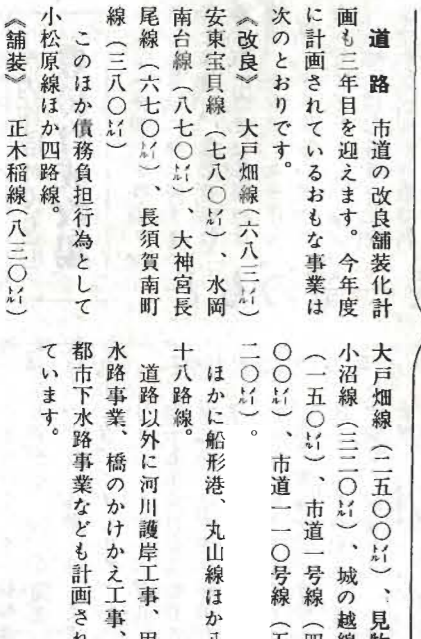 道路 市道の改良舗装化計
画も三年目を迎えます。今年度
に計画されているおもな事業は
次のとおりです。
《改良》 大戸畑線(六八三㍍)
安東宝貝線(七八〇㍍)、水岡
南台線(八七〇㍍)、大神宮長
尾線(六七〇㍍)、長須賀南町
線(三八〇㍍)
このほか債務負担行為として
小松原線ほか四路線。
《舗装》 正木稲線(八三〇㍍)
大戸畑線(二五〇〇㍍)、見物
小沼線(三二〇㍍)、城の越線
(一五〇㍍)、市道一号線(四
〇〇㍍)、市道一一〇号線(五
二〇㍍)。
ほかに船形港、丸山線ほか
十八路線。
道路以外に河川護岸工事、用
水路事業、橋のかけかえ工事、
都市下水路事業なども計画され
ています。